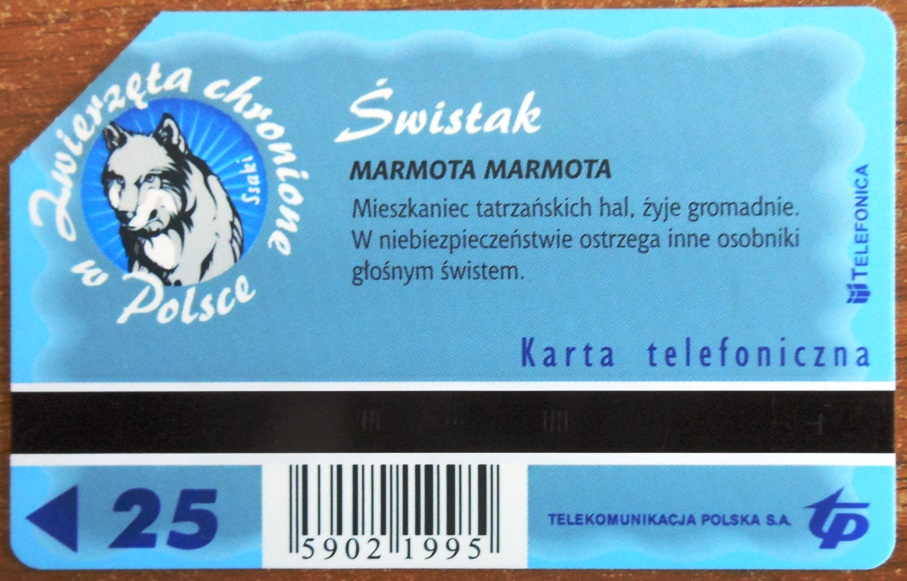 Zwierzęta chronione
w Polsce
Ssaki
Świstak
MARMOTA MARMOTA
Mieszkaniec tatrzańskich hal, żyje gromadnie.
W niebiezpieczeństwie ostrzega inne osobniki
głośnym świstem.
TELEFONICA
Karta telefoniczna
25
5902 1995
TELEKOMUNIKACJA POLSKA S.A.
TP